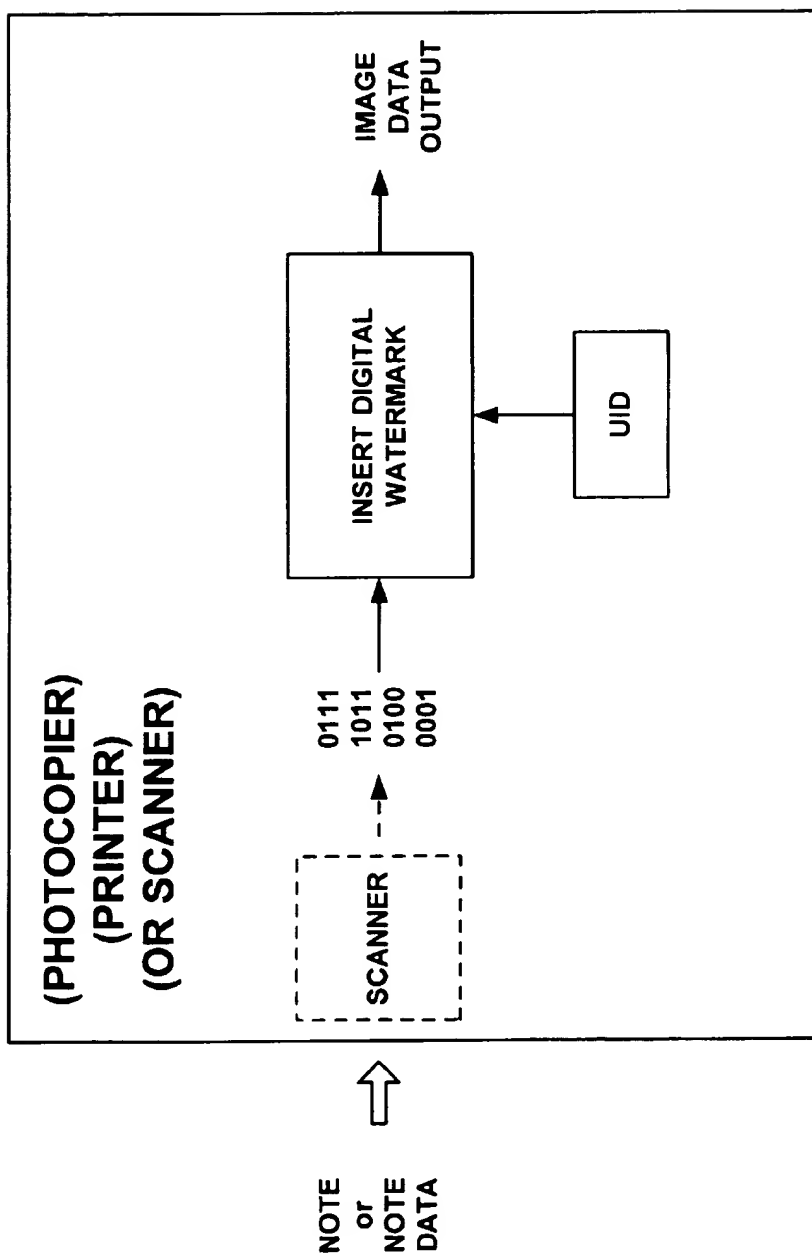 (PHOTOCOPIER)
(PRINTER)
(OR SCANNER)
NOTE
or
NOTE
DATA
SCANNER
0111
1011
0100
0001
INSERT DIGITAL
WATERMARK
UID
IMAGE
DATA
OUTPUT